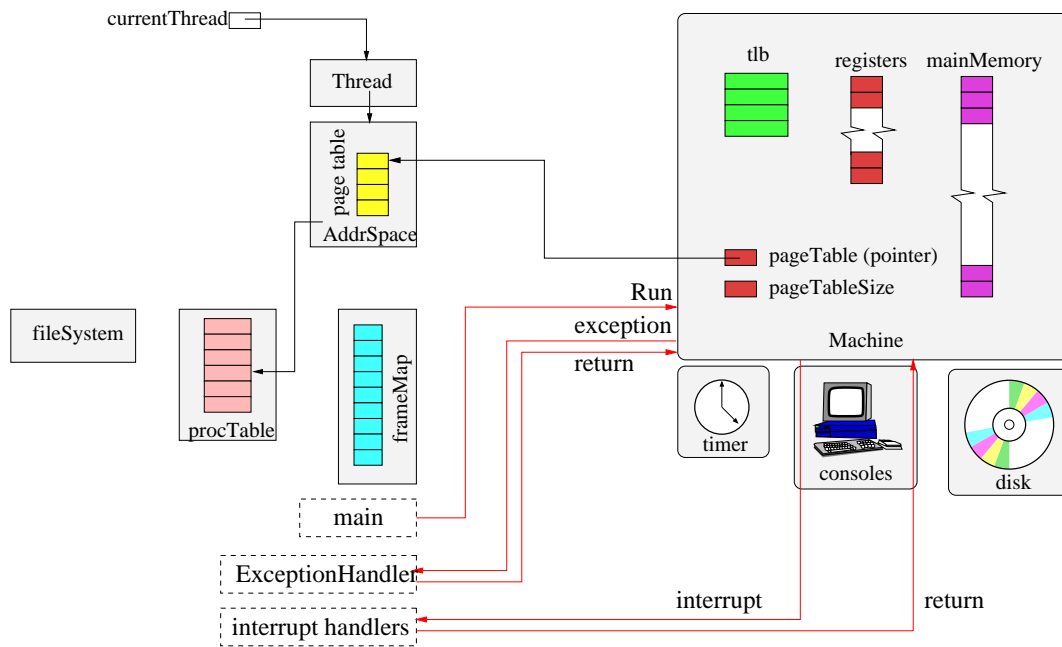 currentThread
Thread
page table
AddrSpace
tlb
registers
mainMemory
pageTable (pointer)
pageTableSize
Machine
Run
exception
return
fileSystem
procTable
frameMap
timer
consoles
disk
main
ExceptionHandler
interrupt handlers
interrupt
return